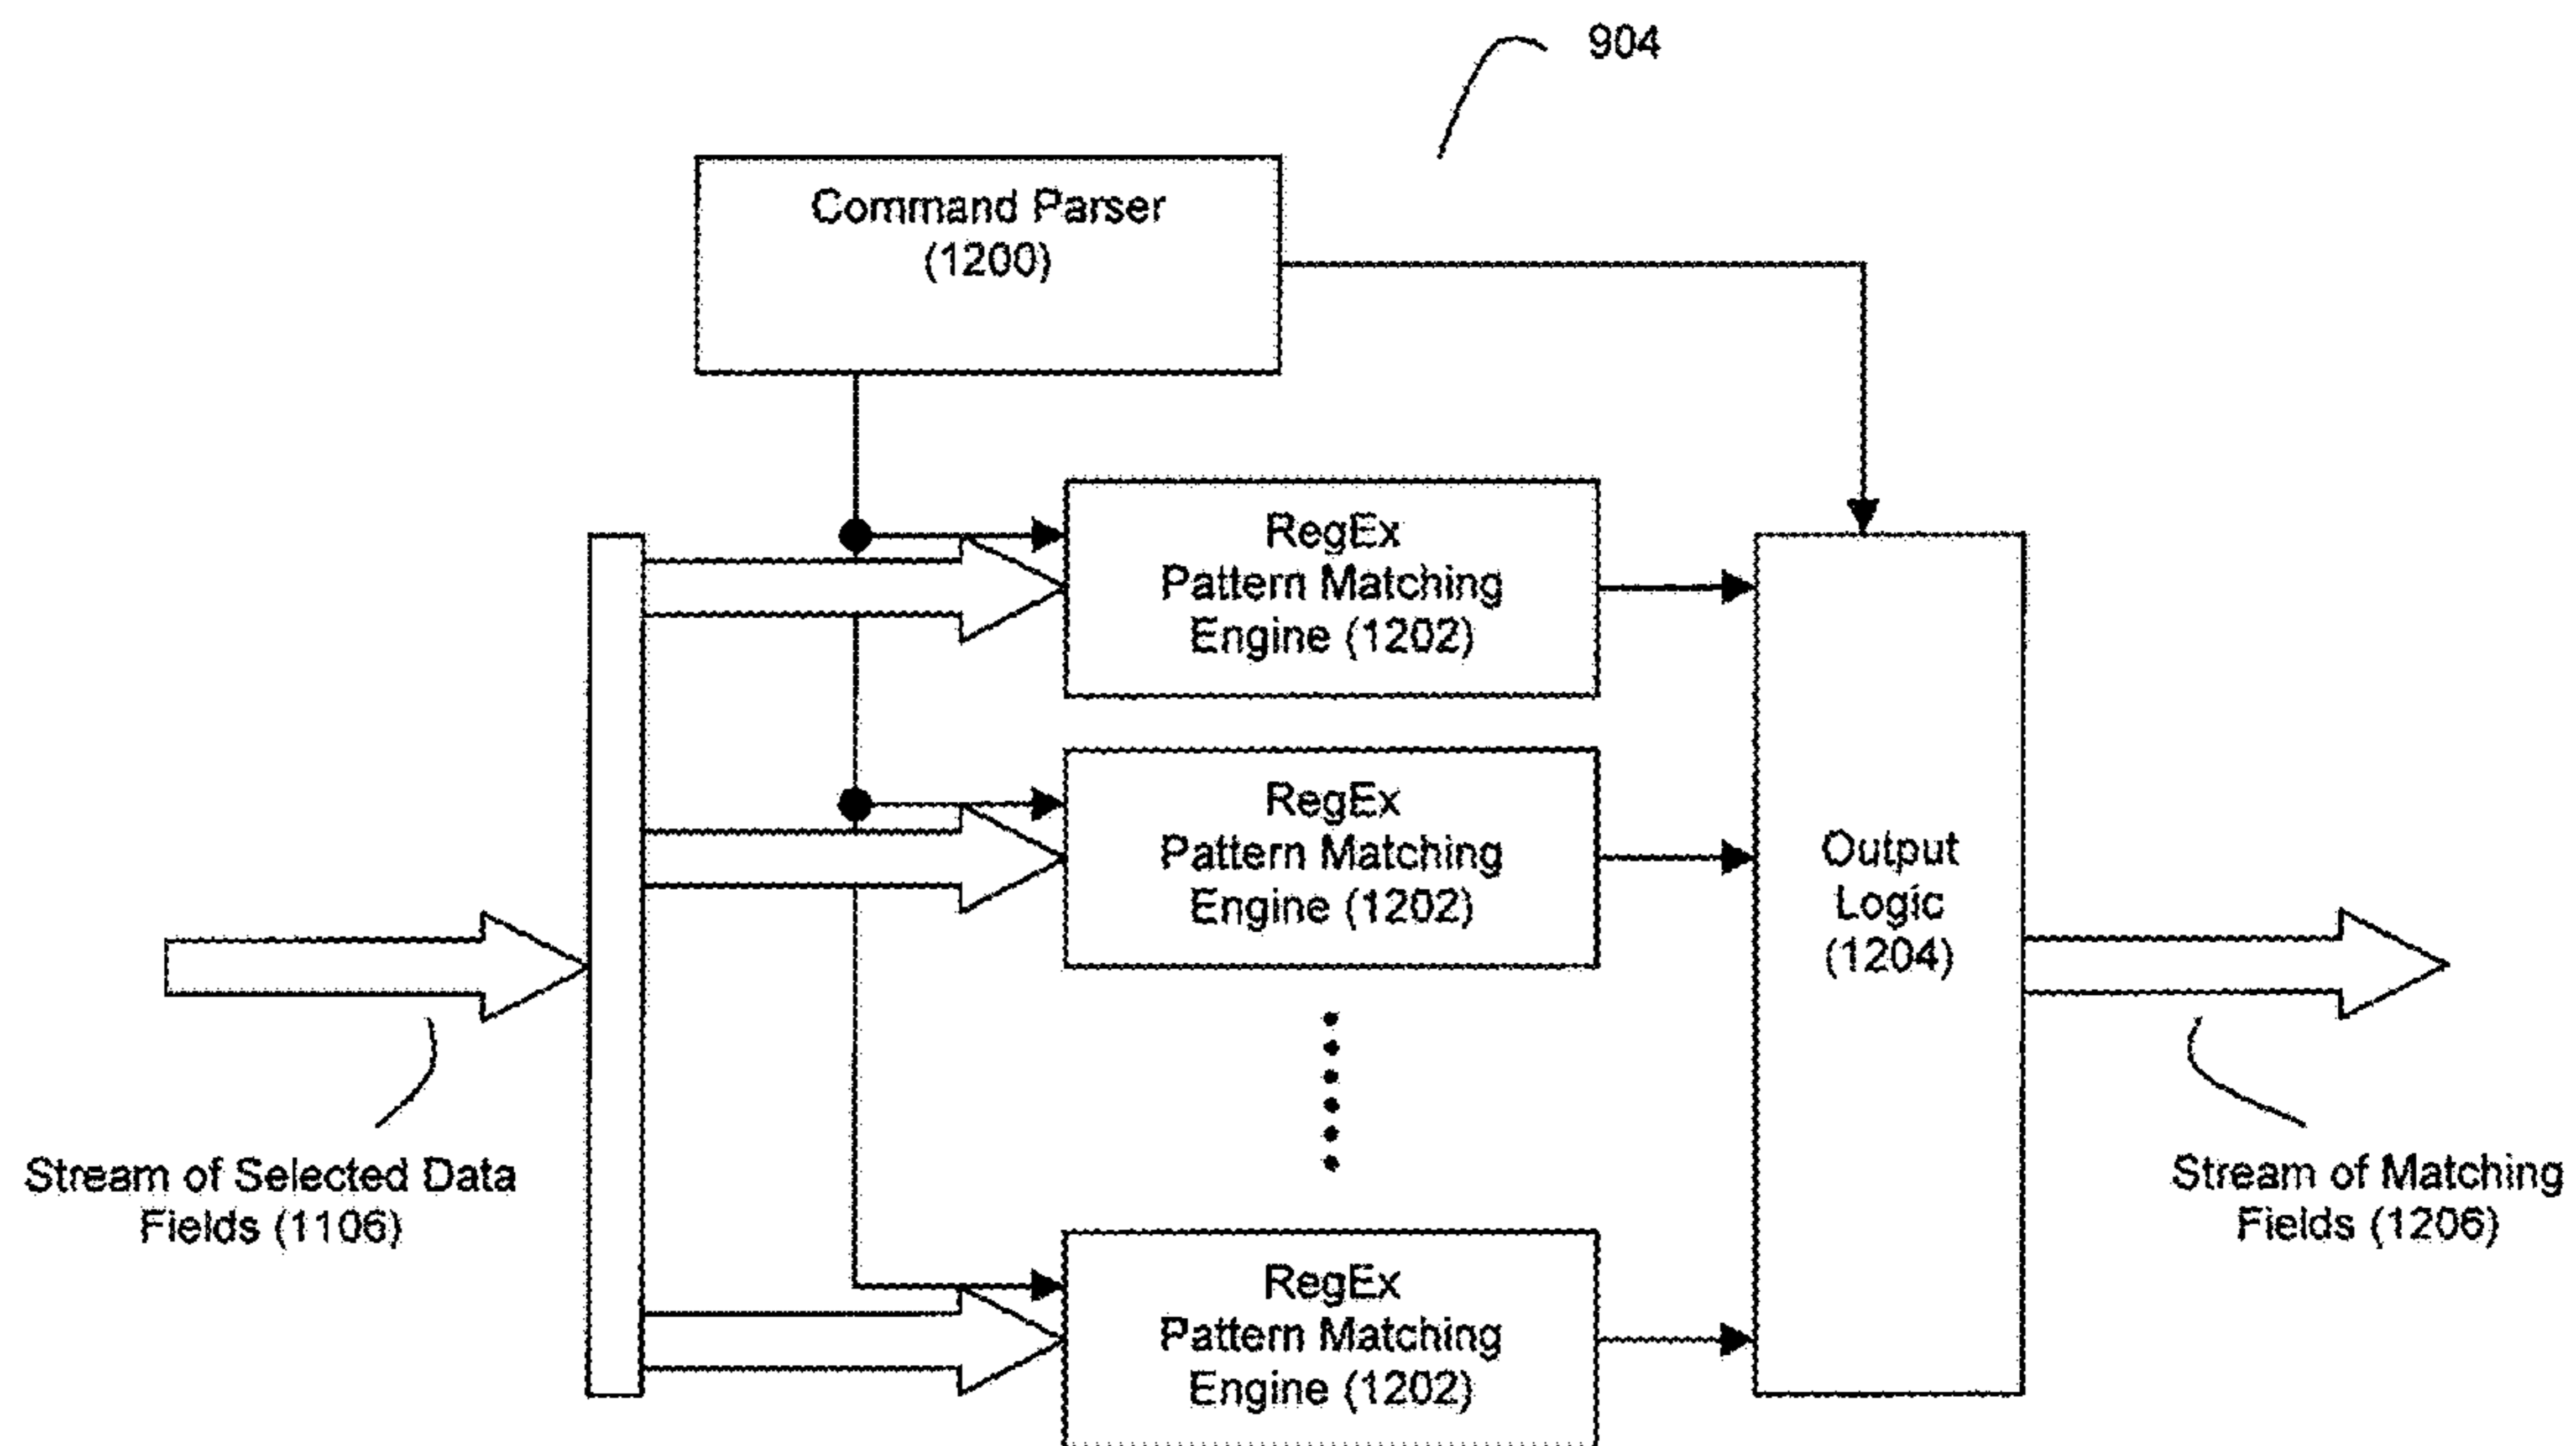 904
Command Parser
(1200)
RegEx
Pattern Matching
Engine (1202)
RegEx
Pattern Matching
Engine (1202)
Output
Logic
(1204)
Stream of Selected Data
Fields (1106)
Stream of Matching
Fields (1206)
RegEx
Pattern Matching
Engine (1202)